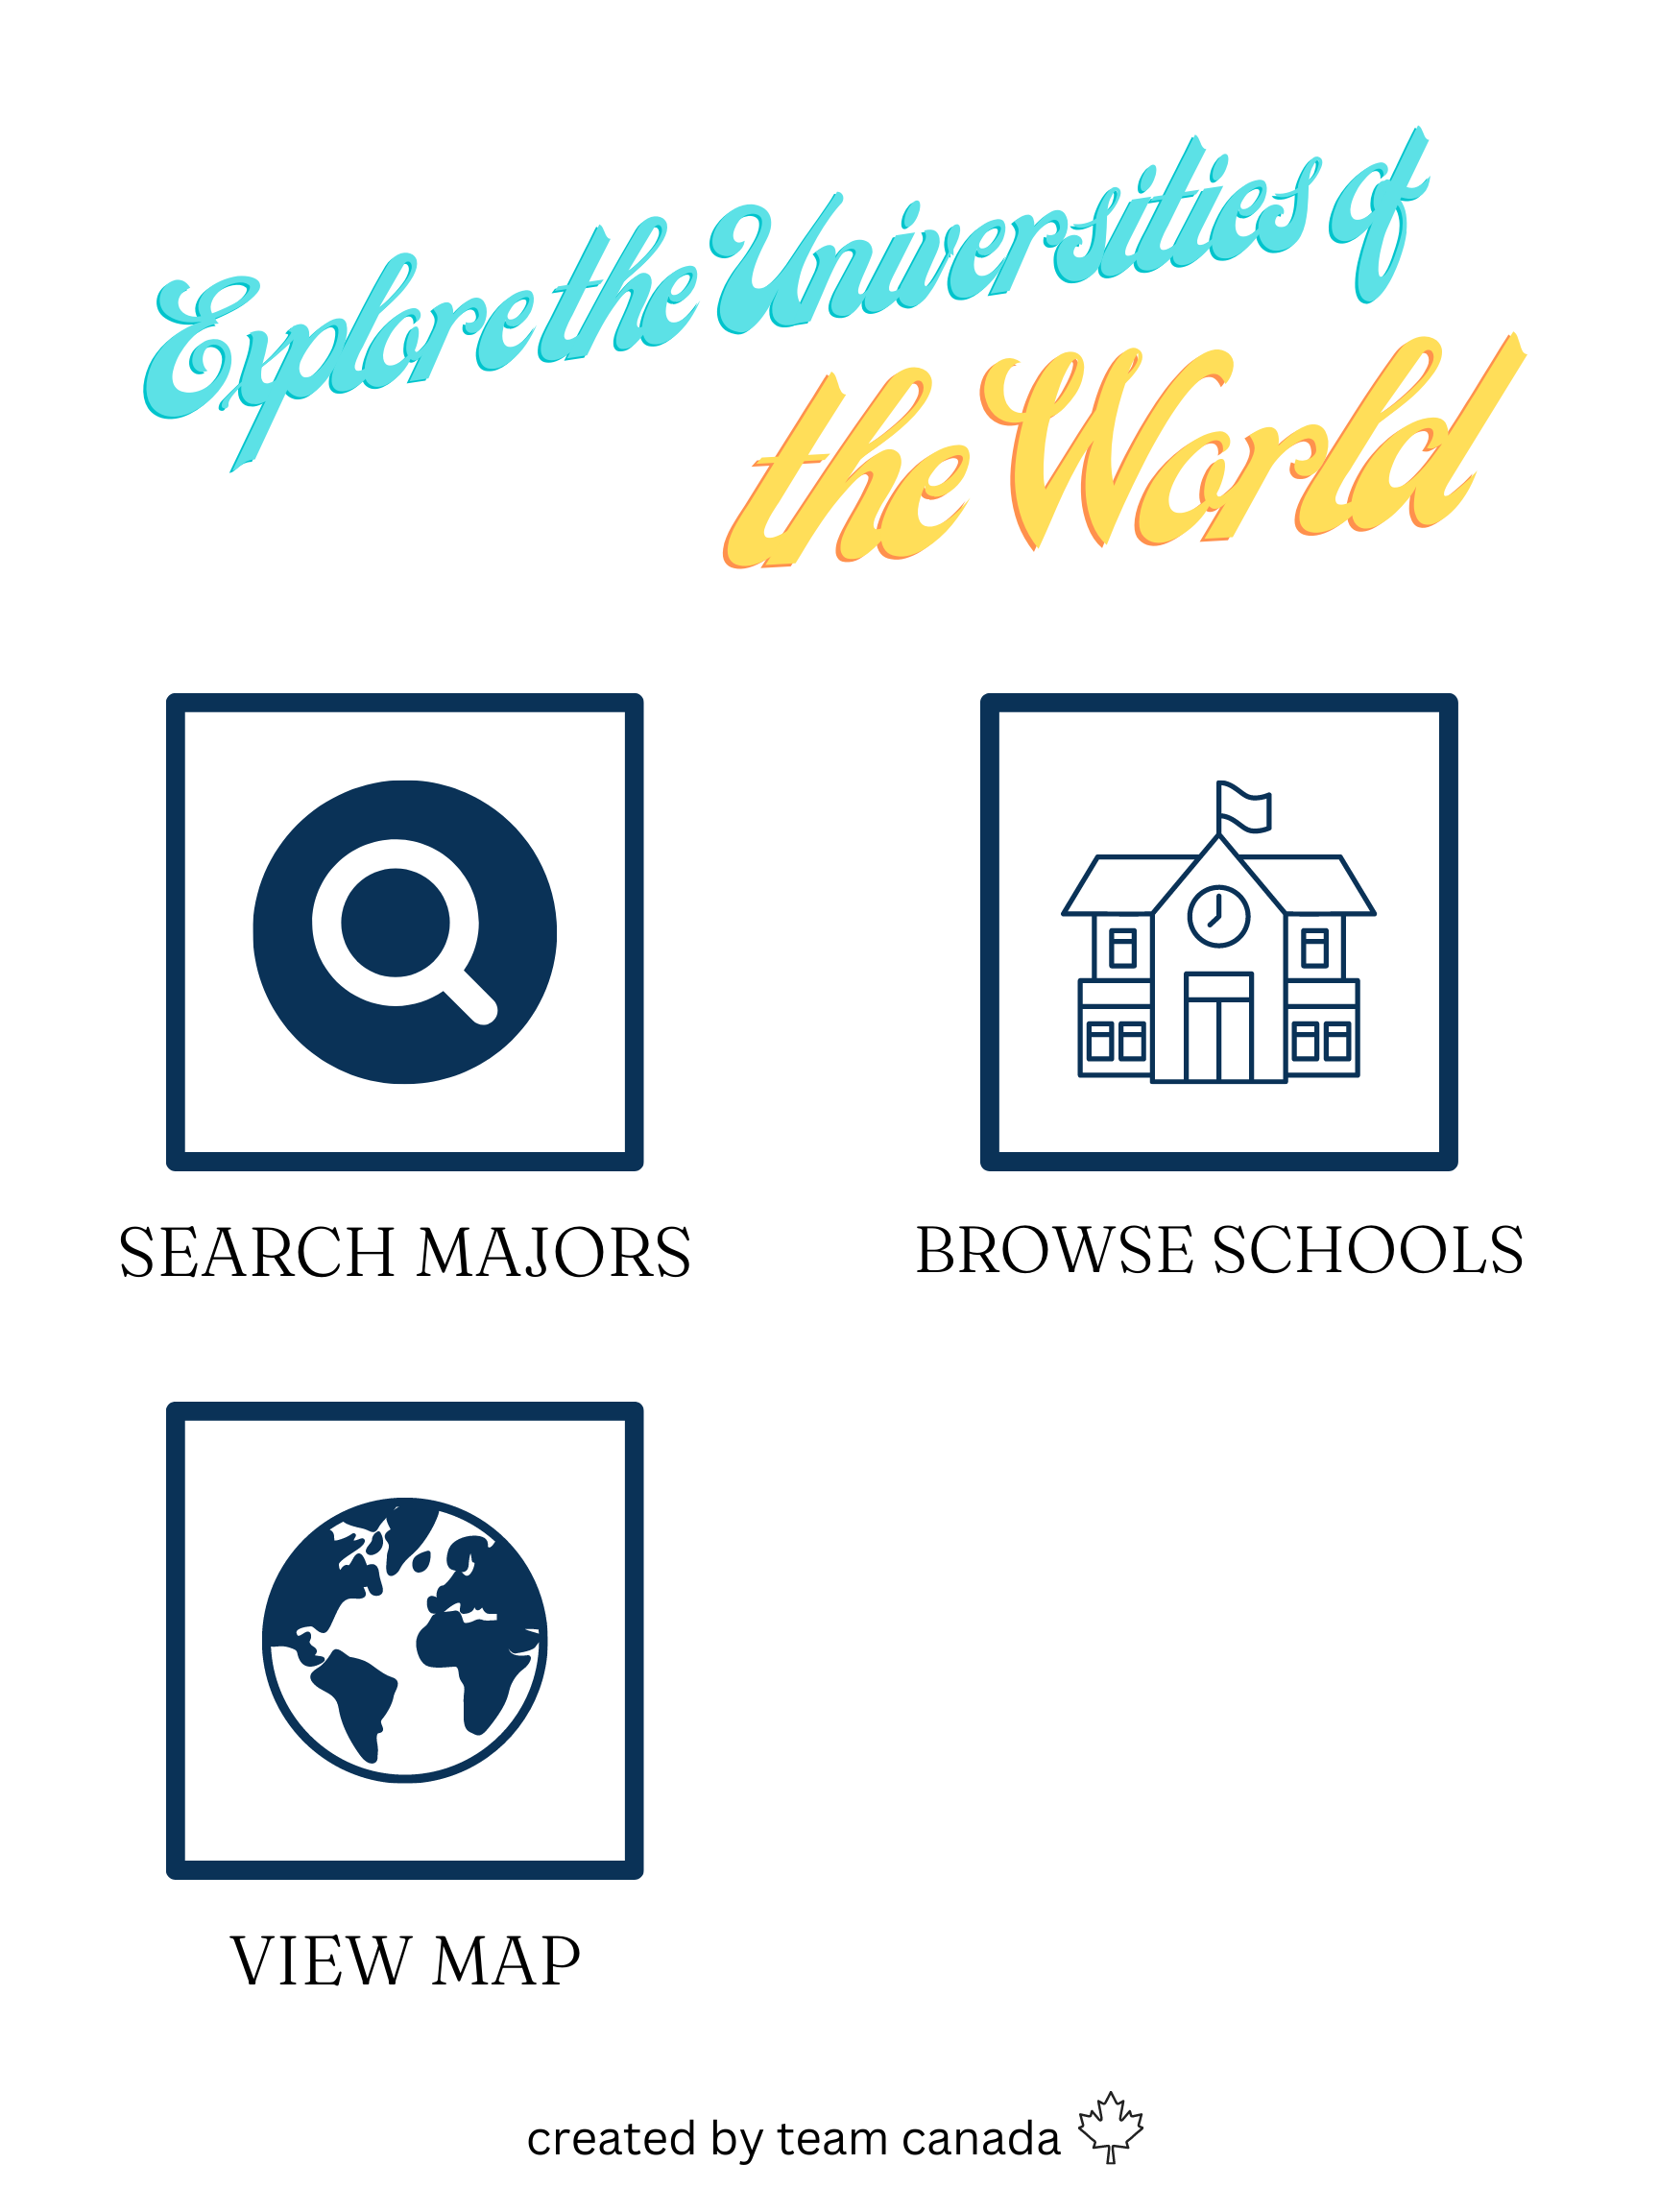 Explore the Universities of
the World
SEARCH MAJORS
BROWSE SCHOOLS
VIEW MAP
created by team canada